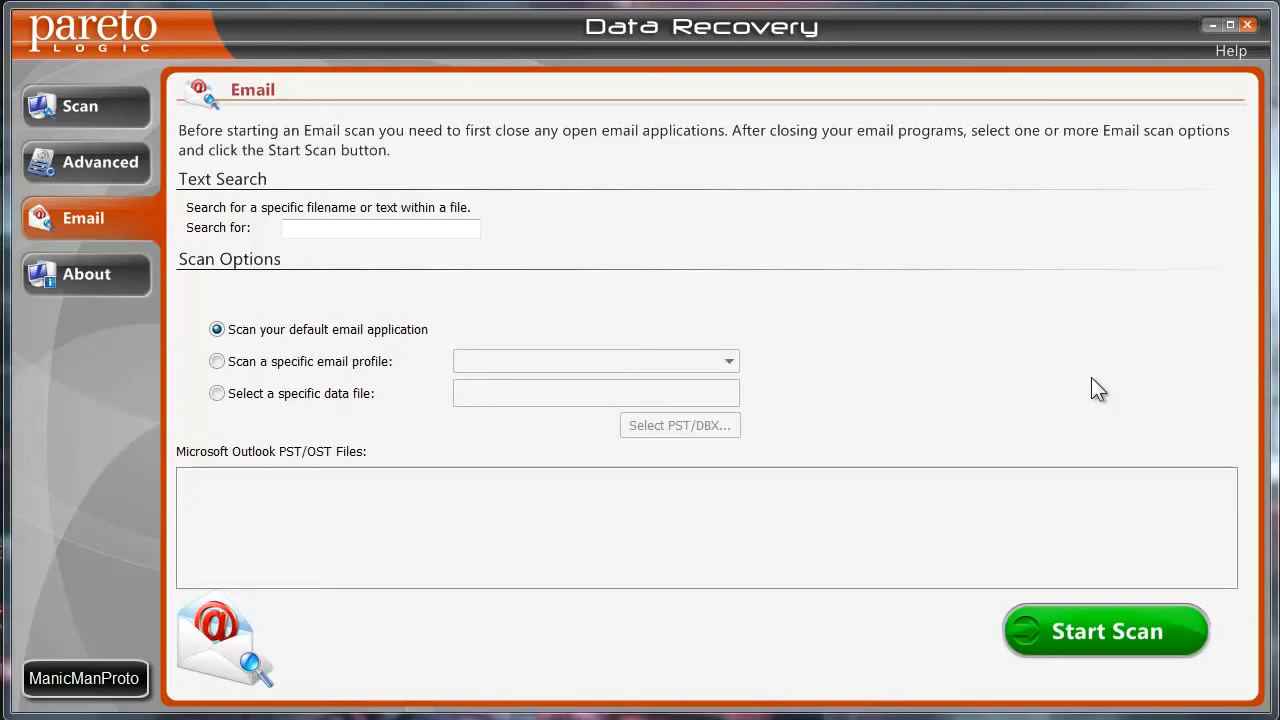 pareto
LOGIC
Data Recovery
Help
Scan
Advanced
Email
About
Email
Before starting an Email scan you need to first close any open email applications. After closing your email programs, select one or more Email scan options
and click the Start Scan button.
Text Search
Search for a specific filename or text within a file.
Search for:
Scan Options
Scan your default email application
Scan a specific email profile:
Select a specific data file:
Select PST/DBX...
Microsoft Outlook PST/OST Files:
Start Scan
ManicManProto